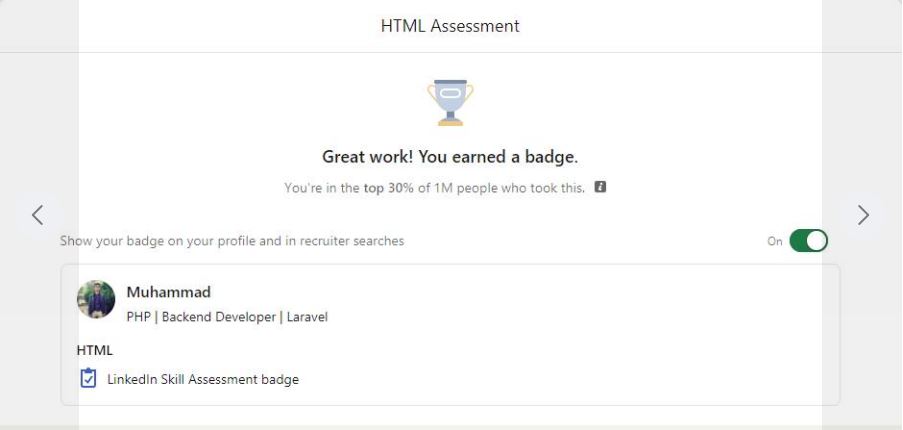 HTML Assessment
Great work! You earned a badge.
You're in the top 30% of 1M people who took this.
Show your badge on your profile and in recruiter searches
On
Muhammad
PHP | Backend Developer | Laravel
HTML
LinkedIn Skill Assessment badge